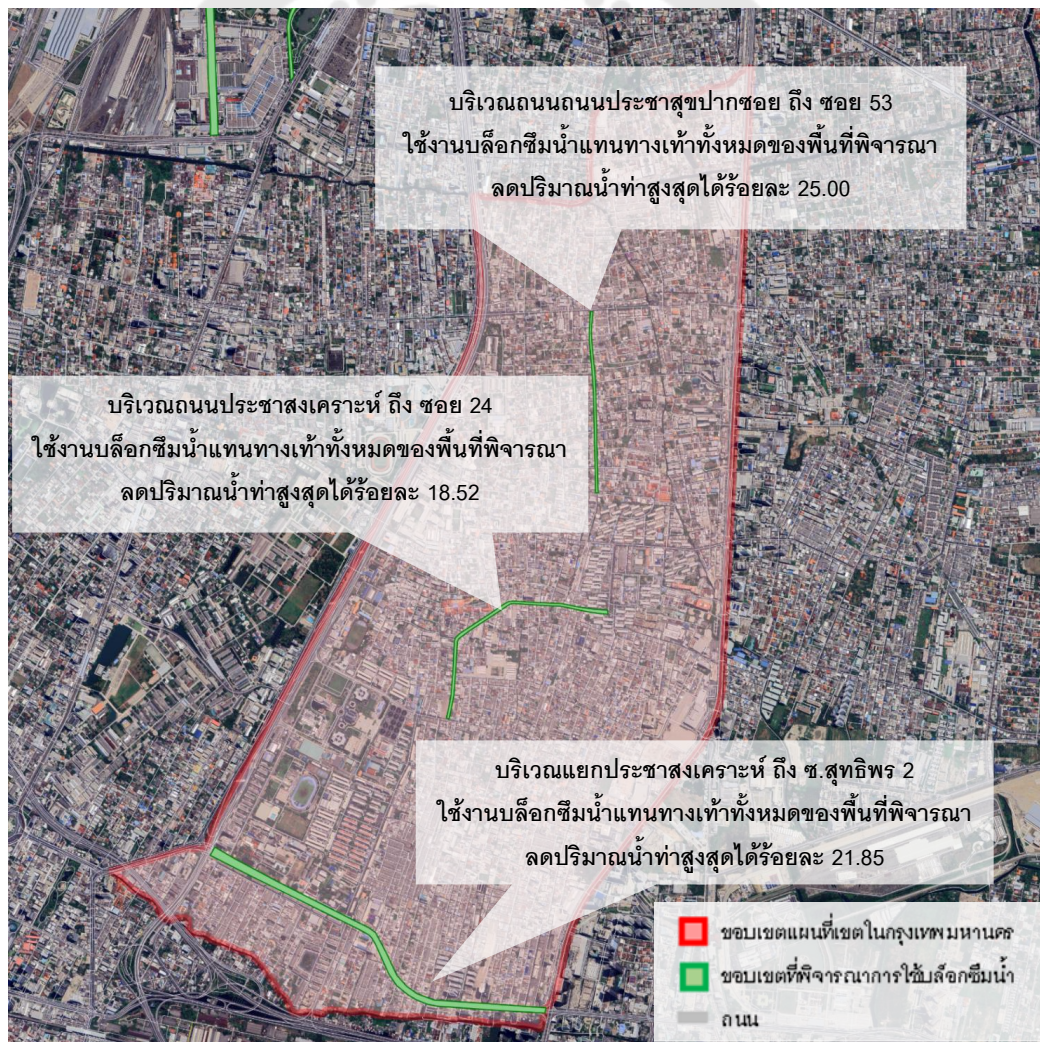 บริเวณถนนถนนประชาสุขปากซอย ถึง ซอย 53
ใช้งานบล็อกซึมน้ำแทนทางเท้าทั้งหมดของพื้นที่พิจารณา
ลดปริมาณน้ำท่าสูงสุดได้ร้อยละ 25.00
บริเวณถนนประชาสงเคราะห์ ถึง ซอย 24
ใช้งานบล็อกซึมน้ำแทนทางเท้าทั้งหมดของพื้นที่พิจารณา
ลดปริมาณน้ำท่าสูงสุดได้ร้อยละ 18.52
บริเวณแยกประชาสงเคราะห์ ถึง ซ.สุทธิพร 2
ใช้งานบล็อกซึมน้ำแทนทางเท้าทั้งหมดของพื้นที่พิจารณา
ลดปริมาณน้ำท่าสูงสุดได้ร้อยละ 21.85
ขอบเขตแผนที่เขตในกรุงเทพมหานคร
ขอบเขตที่พิจารณาการใช้บล็อกซึมน้ำ
ถนน